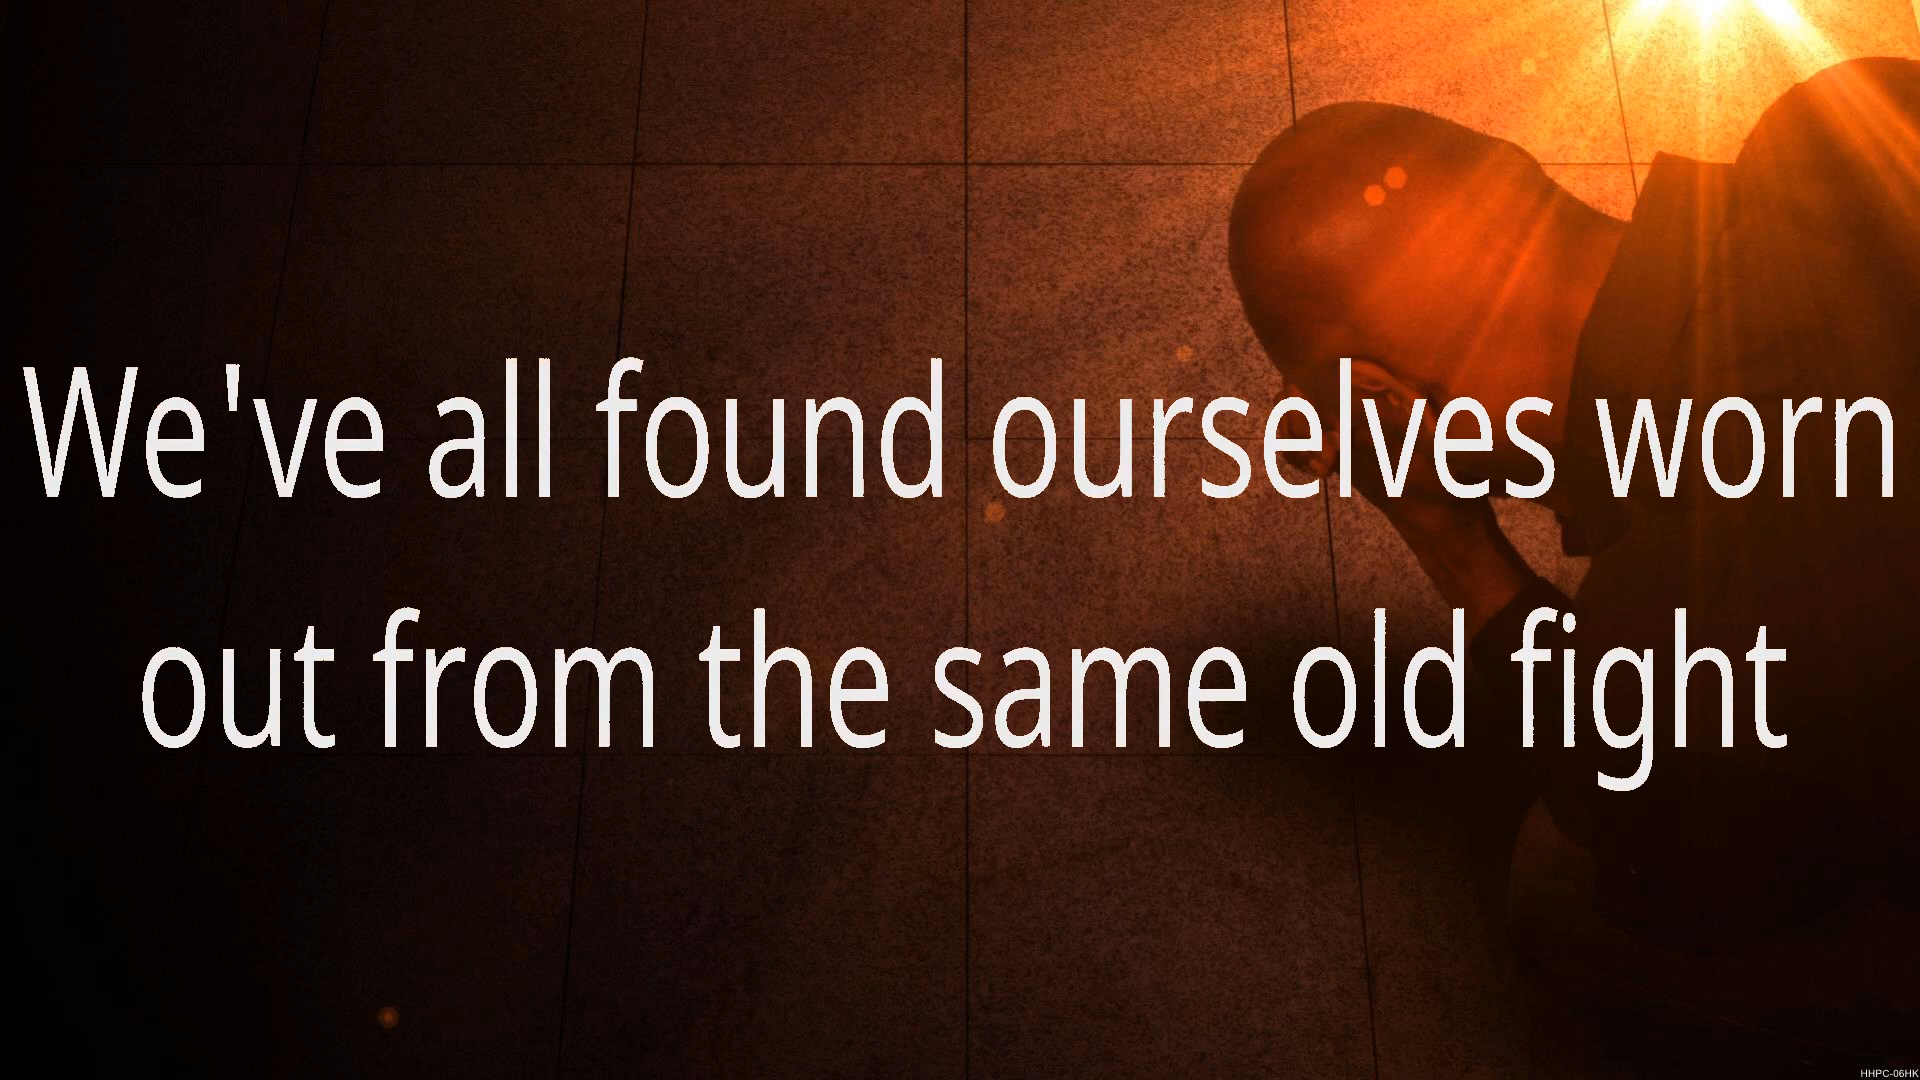 We've all found ourselves worn
out from the same old fight
HHPC-06HK